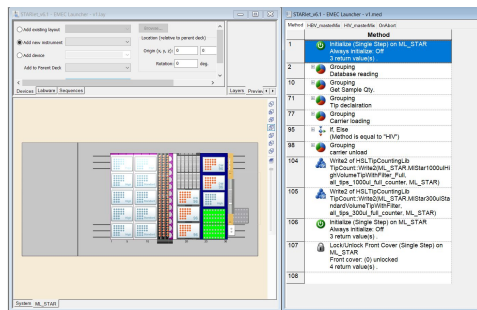 STARlet_v6.1 - EMEC Launcher - v1.lay
Add existing layout
Add new instrument
Add device
Add to Parent Deck
Browse...
Location (relative to parent deck)
Origin (x, y, z): 0 0
Rotation: 0 deg.
Devices Labware Sequences
Layers Preview
System ML_STAR
STARlet_v6.1 - EMEC Launcher - v1.med
Method HBV_masterMix HIV_masterMix OnAbort
Method
1 Initialize (Single Step) on ML_STAR
Always initialize: Off
3 return value(s) .
2 Grouping
Database reading
10 Grouping
Get Sample Qty.
71 Grouping
Tip declairation
77 Grouping
Carrier loading
95 If, Else
(Method is equal to "HIV")
98 Grouping
carrier unload
104 Write2 of HSLTipCountingLib
TipCount::Write2(ML_STAR.MlStar1000ulHi
ghVolumeTipWithFilter_Full,
all_tips_1000ul_full_counter, ML_STAR)
105 Write2 of HSLTipCountingLib
TipCount::Write2(ML_STAR.MlStar300ulSta
ndardVolumeTipWithFilter,
all_tips_300ul_full_counter, ML_STAR)
106 Initialize (Single Step) on ML_STAR
Always initialize: Off
3 return value(s) .
107 Lock/Unlock Front Cover (Single Step) on
ML_STAR
Front cover: (0) unlocked
4 return value(s) .
108